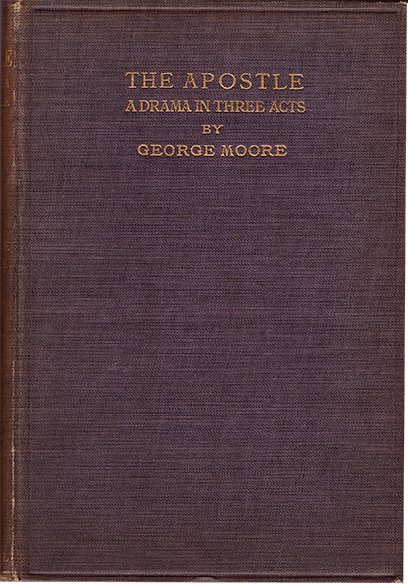 THE APOSTLE
A DRAMA IN THREE ACTS
BY
GEORGE MOORE